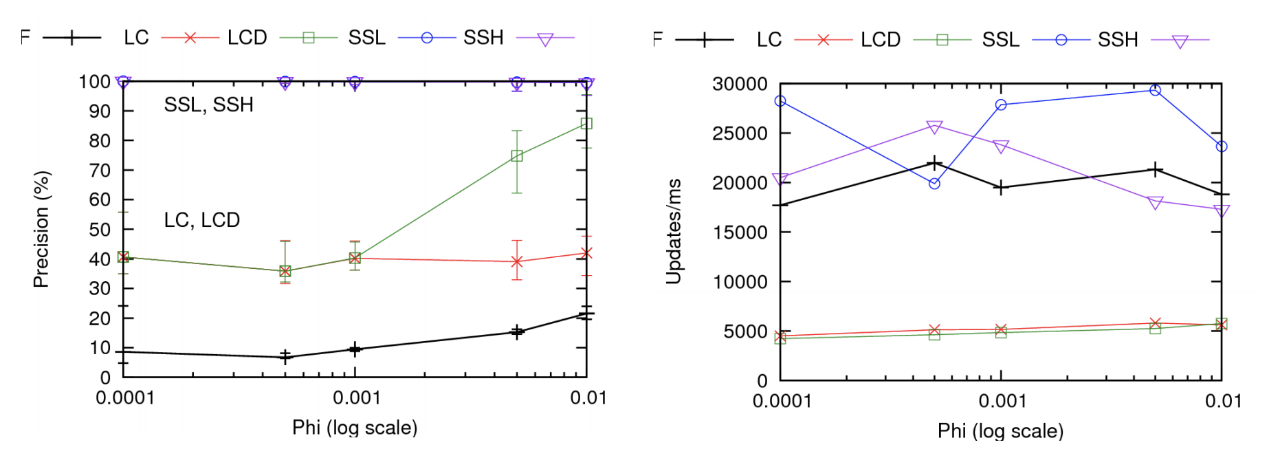 F LC LCD SSL SSH
100
90
80
70
60
50
40
30
20
10
0
Precision (%)
SSL, SSH
LC, LCD
0.0001 0.001 0.01
Phi (log scale)
F LC LCD SSL SSH
30000
25000
20000
15000
10000
5000
0
Updates/ms
0.0001 0.001 0.01
Phi (log scale)